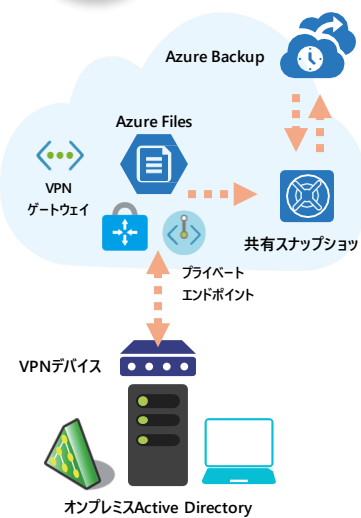 Azure Backup
Azure Files
VPN
ゲートウェイ
共有スナップショッ
プライベート
エンドポイント
VPNデバイス
オンプレミスActive Directory